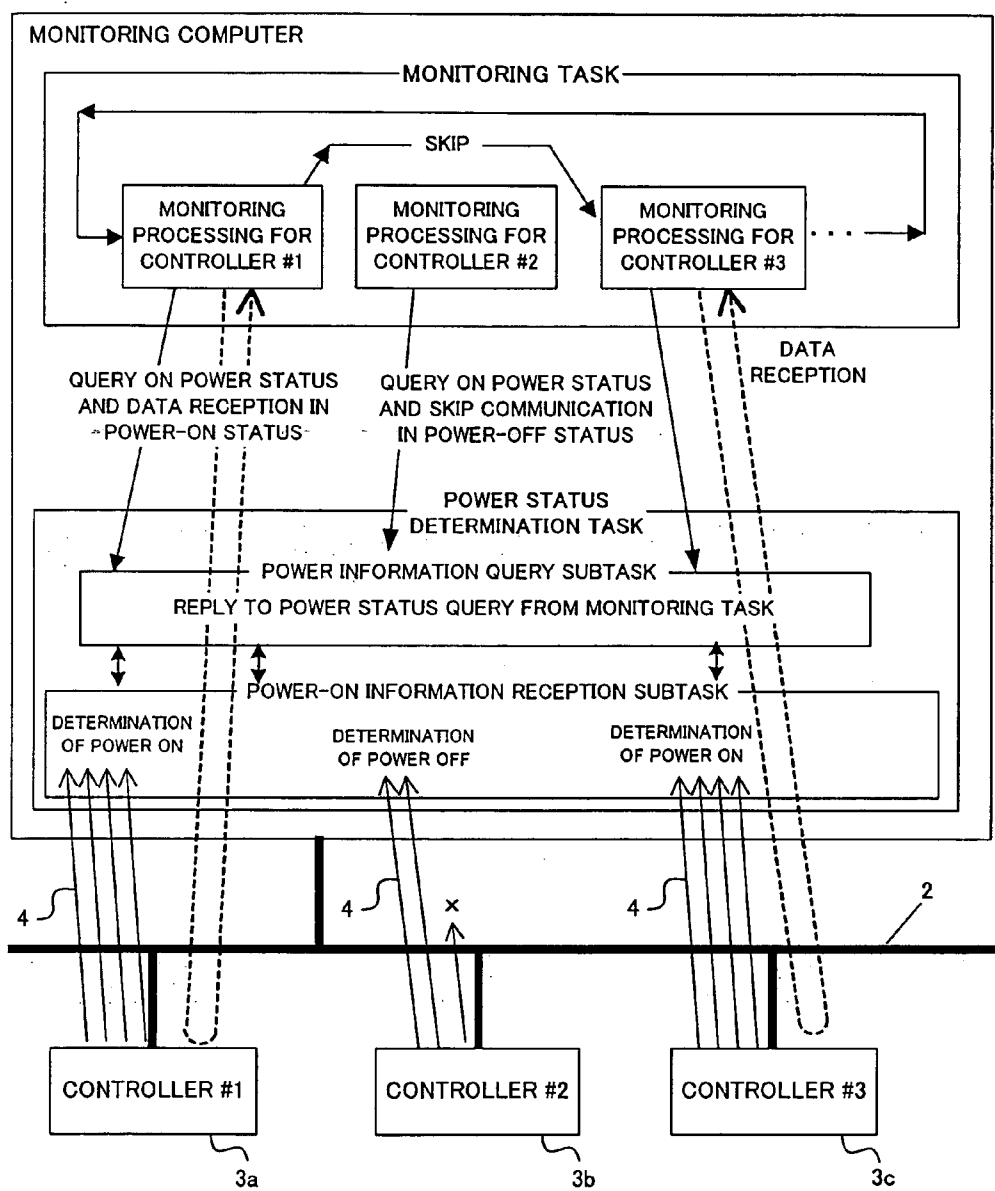 MONITORING COMPUTER
MONITORING TASK
SKIP
MONITORING
PROCESSING FOR
CONTROLLER #1
MONITORING
PROCESSING FOR
CONTROLLER #2
MONITORING
PROCESSING FOR
CONTROLLER #3
DATA
RECEPTION
QUERY ON POWER STATUS
AND DATA RECEPTION IN
POWER-ON STATUS
QUERY ON POWER STATUS
AND SKIP COMMUNICATION
IN POWER-OFF STATUS
POWER STATUS
DETERMINATION TASK
POWER INFORMATION QUERY SUBTASK
REPLY TO POWER STATUS QUERY FROM MONITORING TASK
POWER-ON INFORMATION RECEPTION SUBTASK
DETERMINATION
OF POWER ON
DETERMINATION
OF POWER OFF
DETERMINATION
OF POWER ON
4
4
×
4
2
CONTROLLER #1
CONTROLLER #2
CONTROLLER #3
3a
3b
3c